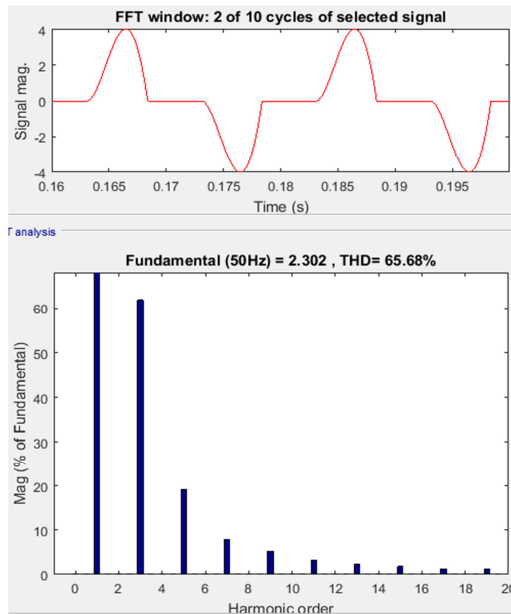 FFT window: 2 of 10 cycles of selected signal
Signal mag.
4
2
0
-2
-4
0.16 0.165 0.17 0.175 0.18 0.185 0.19 0.195
Time (s)
T analysis
Fundamental (50Hz) = 2.302 , THD= 65.68%
Mag (% of Fundamental)
60
50
40
30
20
10
0
0 2 4 6 8 10 12 14 16 18 20
Harmonic order